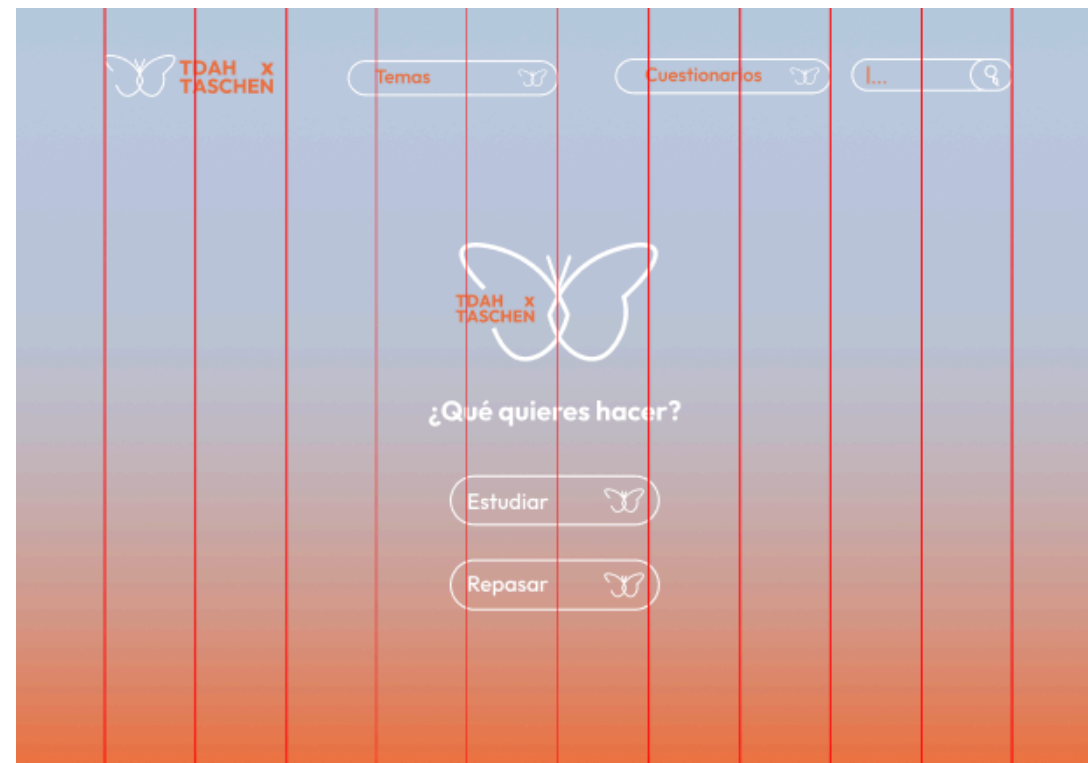 TDAH x
TASCHEN
Temas
Cuestionarios
|...
TDAH x
TASCHEN
¿Qué quieres hacer?
Estudiar
Repasar